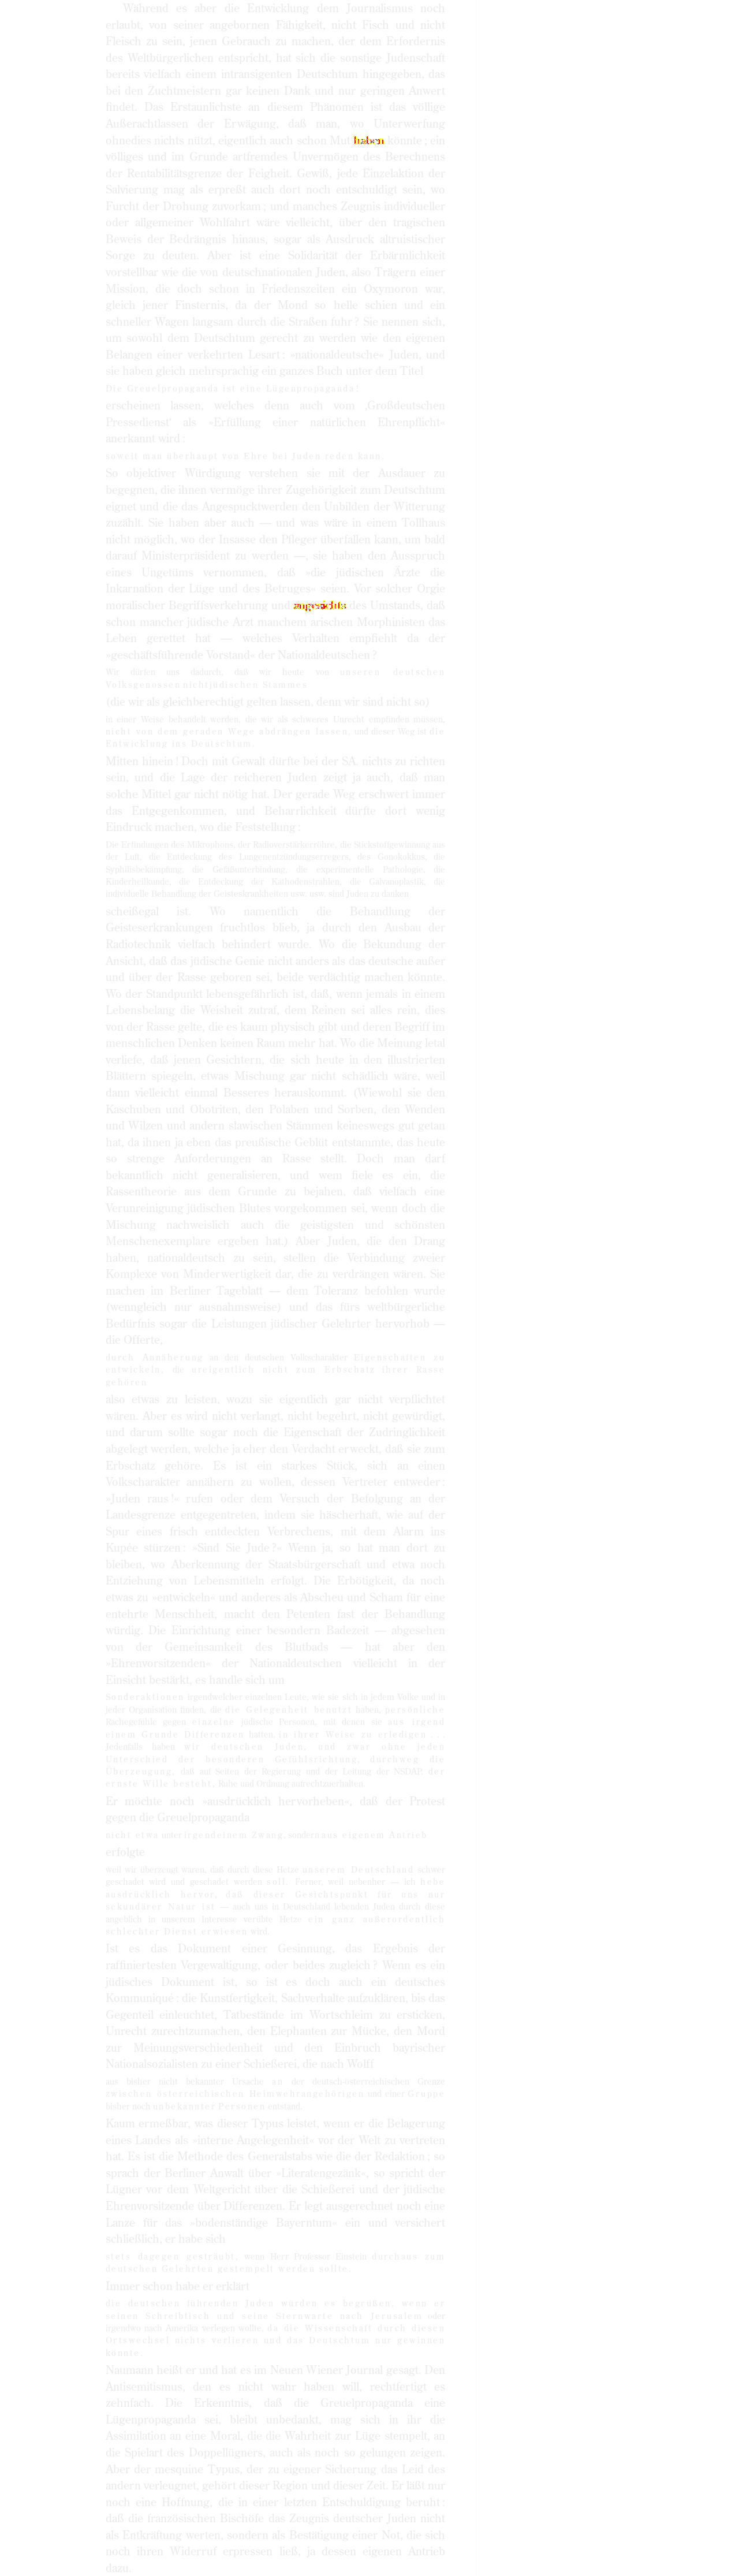 Während es aber die Entwicklung dem Journalismus noch
erlaubt, von seiner angebornen Fähigkeit, nicht Fisch und nicht
Fleisch zu sein, jenen Gebrauch zu machen, der dem Erfordernis
des Weltbürgerlichen entspricht, hat sich die sonstige Judenschaft
bereits vielfach einem intransigenten Deutschtum hingegeben, das
bei den Zuchtmeistern gar keinen Dank und nur geringen Anwert
findet. Das Erstaunlichste an diesem Phänomen ist das völlige
Außerachtlassen der Erwägung, daß man, wo Unterwerfung
ohnedies nichts nützt, eigentlich auch schon Mut haben könnte; ein
völliges und im Grunde artfremdes Unvermögen des Berechnens
der Rentabilitätsgrenze der Feigheit. Gewiß, jede Einzelaktion der
Salvierung mag als erpreßt auch dort noch entschuldigt sein, wo
Furcht der Drohung zuvorkam; und manches Zeugnis individueller
oder allgemeiner Wohlfahrt wäre vielleicht, über den tragischen
Beweis der Bedrängnis hinaus, sogar als Ausdruck altruistischer
Sorge zu deuten. Aber ist eine Solidarität der Erbärmlichkeit
vorstellbar wie die von deutschnationalen Juden, also Trägern einer
Mission, die doch schon in Friedenszeiten ein Oxymoron war,
gleich jener Finsternis, da der Mond so helle schien und ein
schneller Wagen langsam durch die Straßen fuhr? Sie nennen sich,
um sowohl dem Deutschtum gerecht zu werden wie den eigenen
Belangen einer verkehrten Lesart: »nationaldeutsche« Juden, und
sie haben gleich mehrsprachig ein ganzes Buch unter dem Titel
Die Greuelpropaganda ist eine Lügenpropaganda!
erscheinen lassen, welches denn auch vom ‚Großdeutschen
Pressedienst‘ als »Erfüllung einer natürlichen Ehrenpflicht«
anerkannt wird,
soweit man überhaupt von Ehre bei Juden reden kann.
So objektiver Würdigung verstehen sie mit der Ausdauer zu
begegnen, die ihnen vermöge ihrer Zugehörigkeit zum Deutschtum
eignet und die das Angespucktwerden den Unbilden der Witterung
zuzählt. Sie haben aber auch — und was wäre in einem Tollhaus
nicht möglich, wo der Insasse den Pfleger überfallen kann, um bald
darauf Ministerpräsident zu werden —, sie haben den Ausspruch
eines Ungetüms vernommen, daß »die jüdischen Ärzte die
Inkarnation der Lüge und des Betruges« seien. Vor solcher Orgie
moralischer Begriffsverkehrung und angesichts des Umstands, daß
schon mancher jüdische Arzt manchem arischen Morphinisten das
Leben gerettet hat — welches Verhalten empfiehlt da der
»geschäftsführende Vorstand« der Nationaldeutschen?
Wir dürfen uns dadurch, daß wir heute von unseren deutschen
Volksgenossen nichtjüdischen Stammes
(die wir als gleichberechtigt gelten lassen, denn wir sind nicht so)
in einer Weise behandelt werden, die wir als schweres Unrecht empfinden müssen,
nicht von dem geraden Wege abdrängen lassen, und dieser Weg ist die
Entwicklung ins Deutschtum.
Mitten hinein! Doch mit Gewalt dürfte bei der SA. nichts zu richten
sein, und die Lage der reicheren Juden zeigt ja auch, daß man
solche Mittel gar nicht nötig hat. Der gerade Weg erschwert immer
das Entgegenkommen, und Beharrlichkeit dürfte dort wenig
Eindruck machen, wo die Feststellung:
Die Erfindungen des Mikrophons, der Radioverstärkerröhre, die Stickstoffgewinnung aus
der Luft, die Entdeckung des Lungenentzündungserregers, des Gonokokkus, die
Syphilisbekämpfung, die Gefäßunterbindung, die experimentelle Pathologie, die
Kinderheilkunde, die Entdeckung der Kathodenstrahlen, die Galvanoplastik, die
individuelle Behandlung der Geisteskrankheiten usw. usw. sind Juden zu danken
scheißegal ist. Wo namentlich die Behandlung der
Geisteserkrankungen fruchtlos blieb, ja durch den Ausbau der
Radiotechnik vielfach behindert wurde. Wo die Bekundung der
Ansicht, daß das jüdische Genie nicht anders als das deutsche außer
und über der Rasse geboren sei, beide verdächtig machen könnte.
Wo der Standpunkt lebensgefährlich ist, daß, wenn jemals in einem
Lebensbelang die Weisheit zutraf, dem Reinen sei alles rein, dies
von der Rasse gelte, die es kaum physisch gibt und deren Begriff im
menschlichen Denken keinen Raum mehr hat. Wo die Meinung letal
verliefe, daß jenen Gesichtern, die sich heute in den illustrierten
Blättern spiegeln, etwas Mischung gar nicht schädlich wäre, weil
dann vielleicht einmal Besseres herauskommt. (Wiewohl sie den
Kaschuben und Obotriten, den Polaben und Sorben, den Wenden
und Wilzen und andern slawischen Stämmen keineswegs gut getan
hat, da ihnen ja eben das preußische Geblüt entstammte, das heute
so strenge Anforderungen an Rasse stellt. Doch man darf
bekanntlich nicht generalisieren, und wem fiele es ein, die
Rassentheorie aus dem Grunde zu bejahen, daß vielfach eine
Verunreinigung jüdischen Blutes vorgekommen sei, wenn doch die
Mischung nachweislich auch die geistigsten und schönsten
Menschenexemplare ergeben hat.) Aber Juden, die den Drang
haben, nationaldeutsch zu sein, stellen die Verbindung zweier
Komplexe von Minderwertigkeit dar, die zu verdrängen wären. Sie
machen im Berliner Tageblatt — dem Toleranz befohlen wurde
(wenngleich nur ausnahmsweise) und das fürs weltbürgerliche
Bedürfnis sogar die Leistungen jüdischer Gelehrter hervorhob —
die Offerte,
durch Annäherung an den deutschen Volkscharakter Eigenschaften zu
entwickeln, die ureigentlich nicht zum Erbschatz ihrer Rasse
gehören
also etwas zu leisten, wozu sie eigentlich gar nicht verpflichtet
wären. Aber es wird nicht verlangt, nicht begehrt, nicht gewürdigt,
und darum sollte sogar noch die Eigenschaft der Zudringlichkeit
abgelegt werden, welche ja eher den Verdacht erweckt, daß sie zum
Erbschatz gehöre. Es ist ein starkes Stück, sich an einen
Volkscharakter annähern zu wollen, dessen Vertreter entweder:
»Juden raus!« rufen oder dem Versuch der Befolgung an der
Landesgrenze entgegentreten, indem sie häscherhaft, wie auf der
Spur eines frisch entdeckten Verbrechens, mit dem Alarm ins
Kupee stürzen: »Sind Sie Jude?« Wenn ja, so hat man dort zu
bleiben, wo Aberkennung der Staatsbürgerschaft und etwa noch
Entziehung von Lebensmitteln erfolgt. Die Erbötigkeit, da noch
etwas zu »entwickeln« und anderes als Abscheu und Scham für eine
entehrte Menschheit, macht den Petenten fast der Behandlung
würdig. Die Einrichtung einer besondern Badezeit — abgesehen
von der Gemeinsamkeit des Blutbads — hat aber den
»Ehrenvorsitzenden« der Nationaldeutschen vielleicht in der
Einsicht bestärkt, es handle sich um
Sonderaktionen irgendwelcher einzelnen Leute, wie sie sich in jedem Volke und in
jeder Organisation finden, die die Gelegenheit benutzt haben, persönliche
Rachegefühle gegen einzelne jüdische Personen, mit denen sie aus irgend
einem Grunde Differenzen hatten, in ihrer Weise zu erledigen . .
Jedenfalls haben wir deutschen Juden, und zwar ohne jeden
Unterschied der besonderen Gefühlsrichtung, durchweg die
Überzeugung, daß auf Seiten der Regierung und der Leitung der NSDAP. der
ernste Wille besteht, Ruhe und Ordnung aufrechtzuerhalten.
Er möchte noch »ausdrücklich hervorheben«, daß der Protest
gegen die Greuelpropaganda
nicht etwa unter irgendeinem Zwang, sondern aus eigenem Antrieb
erfolgte
weil wir überzeugt waren, daß durch diese Hetze unserem Deutschland schwer
geschadet wird und geschadet werden soll. Ferner, weil nebenher — ich hebe
ausdrücklich hervor, daß dieser Gesichtspunkt für uns nur
sekundärer Natur ist — auch uns in Deutschland lebenden Juden durch diese
angeblich in unserem Interesse verübte Hetze ein ganz außerordentlich
schlechter Dienst erwiesen wird.
Ist es das Dokument einer Gesinnung, das Ergebnis der
raffiniertesten Vergewaltigung, oder beides zugleich? Wenn es ein
jüdisches Dokument ist, so ist es doch auch ein deutsches
Kommuniqué: die Kunstfertigkeit, Sachverhalte aufzuklären, bis das
Gegenteil einleuchtet, Tatbestände im Wortschleim zu ersticken,
Unrecht zurechtzumachen, den Elephanten zur Mücke, den Mord
zur Meinungsverschiedenheit und den Einbruch bayrischer
Nationalsozialisten zu einer Schießerei, die nach Wolff
aus bisher nicht bekannter Ursache an der deutsch-österreichischen Grenze
zwischen österreichischen Heimwehrangehörigen und einer Gruppe
bisher noch unbekannter Personen entstand.
Kaum ermeßbar, was dieser Typus leistet, wenn er die Belagerung
eines Landes als »interne Angelegenheit« vor der Welt zu vertreten
hat. Es ist die Methode des Generalstabs wie die der Redaktion; so
sprach der Berliner Anwalt über »Literatengezänk«, so spricht der
Lügner vor dem Weltgericht über die Schießerei und der jüdische
Ehrenvorsitzende über Differenzen. Er legt ausgerechnet noch eine
Lanze für das »bodenständige Bayerntum« ein und versichert
schließlich, er habe sich
stets dagegen gesträubt, wenn Herr Professor Einstein durchaus zum
deutschen Gelehrten gestempelt werden sollte.
Immer schon habe er erklärt
die deutschen führenden Juden würden es begrüßen, wenn er
seinen Schreibtisch und seine Sternwarte nach Jerusalem oder
irgendwo nach Amerika verlegen wollte, da die Wissenschaft durch diesen
Ortswechsel nichts verlieren und das Deutschtum nur gewinnen
könnte.
Naumann heißt er und hat es im Neuen Wiener Journal gesagt. Den
Antisemitismus, den es nicht wahr haben will, rechtfertigt es
zehnfach. Die Erkenntnis, daß die Greuelpropaganda eine
Lügenpropaganda sei, bleibt unbedankt, mag sich in ihr die
Assimilation an eine Moral, die die Wahrheit zur Lüge stempelt, an
die Spielart des Doppellügners, auch als noch so gelungen zeigen.
Aber der mesquine Typus, der zu eigener Sicherung das Leid des
andern verleugnet, gehört dieser Region und dieser Zeit. Er läßt nur
noch eine Hoffnung, die in einer letzten Entschuldigung beruht:
daß die französischen Bischöfe das Zeugnis deutscher Juden nicht
als Entkräftung werten, sondern als Bestätigung einer Not, die sich
noch ihren Widerruf erpressen ließ, ja dessen eigenen Antrieb
dazu.